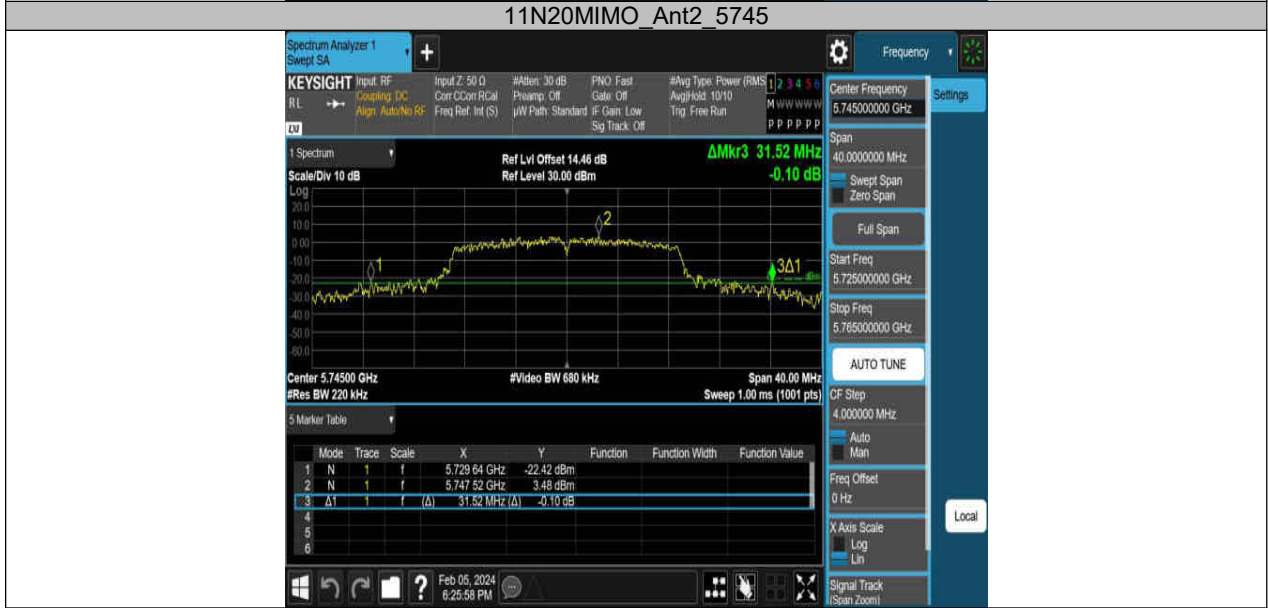 11N20MIMO_Ant2_5745
Spectrum Analyzer 1
Swept SA
+
Frequency
KEYSIGHT
RL
Input: RF
Coupling: DC
Align: Auto/No RF
Input Z: 50 Ω
Corr CCorr RCal
Freq Ref: Int (S)
#Atten: 30 dB
Preamp: Off
µW Path: Standard
PNO: Fast
Gate: Off
IF Gain: Low
Sig Track: Off
#Avg Type: Power (RMS
Avg|Hold: 10/10
Trig: Free Run
1 2 3 4 5 6
M W W W W W
P P P P P P
1 Spectrum
Scale/Div 10 dB
Ref Lvl Offset 14.46 dB
Ref Level 30.00 dBm
ΔMkr3 31.52 MHz
-0.10 dB
Log
20.0
10.0
0.00
-10.0
-20.0
-30.0
-40.0
-50.0
-60.0
1
2
3Δ1
dBm
Center 5.74500 GHz
#Video BW 680 kHz
Span 40.00 MHz
#Res BW 220 kHz
Sweep 1.00 ms (1001 pts)
5 Marker Table
Mode Trace Scale X Y Function Function Width Function Value
1 N 1 f 5.729 64 GHz -22.42 dBm
2 N 1 f 5.747 52 GHz 3.48 dBm
3 Δ1 1 f (Δ) 31.52 MHz (Δ) -0.10 dB
4
5
6
Feb 05, 2024
6:25:58 PM
?
Center Frequency
5.745000000 GHz
Settings
Span
40.0000000 MHz
Swept Span
Zero Span
Full Span
Start Freq
5.725000000 GHz
Stop Freq
5.765000000 GHz
AUTO TUNE
CF Step
4.000000 MHz
Auto
Man
Freq Offset
0 Hz
X Axis Scale
Log
Lin
Local
Signal Track
(Span Zoom)